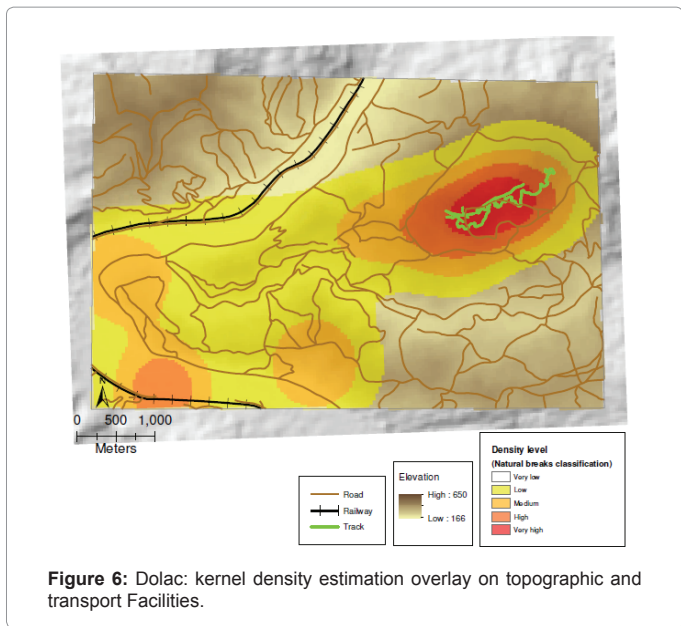 N
0 500 1,000
Meters
Road
Railway
Track
Elevation
High : 650
Low : 166
Density level
(Natural breaks classification)
Very low
Low
Medium
High
Very high
Figure 6: Dolac: kernel density estimation overlay on topographic and
transport Facilities.